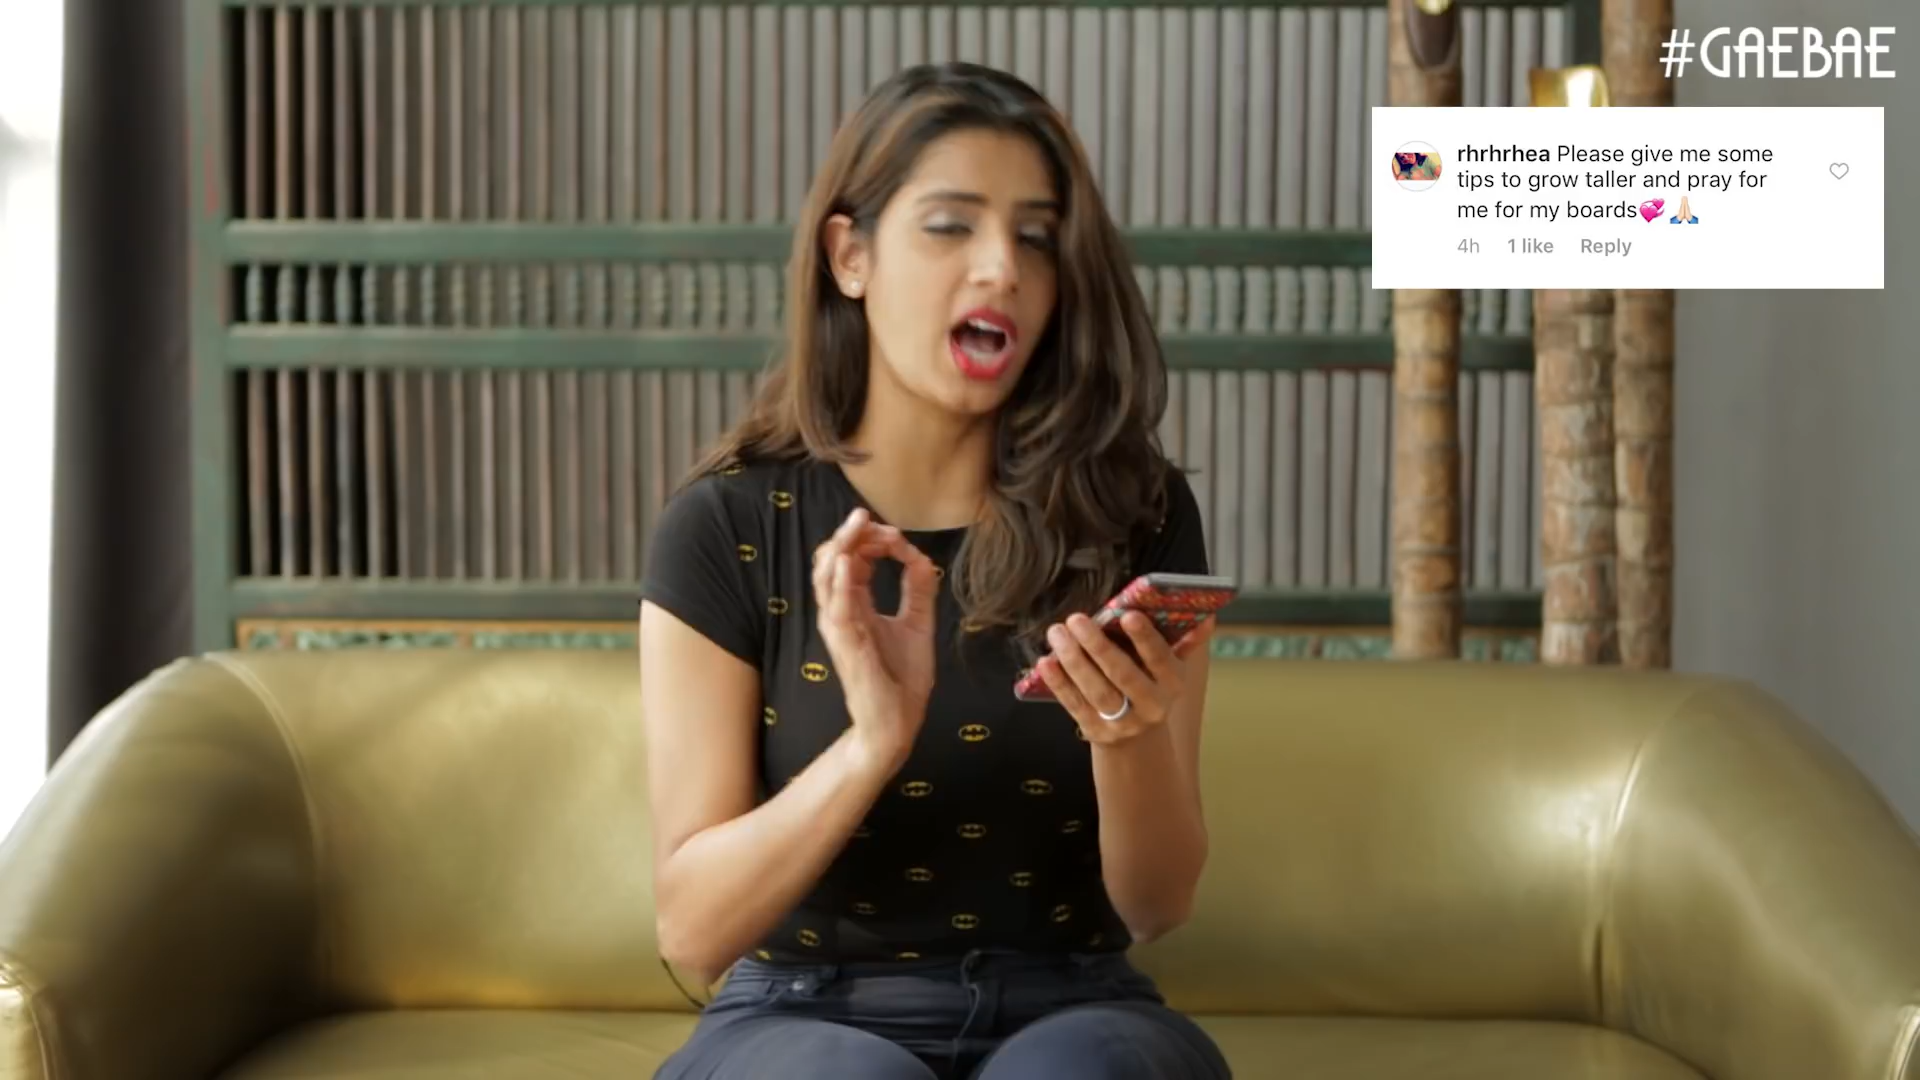 #GAEBAE
rhrhrhea Please give me some
tips to grow taller and pray for
me for my boards💞🙏🏻
4h 1 like Reply